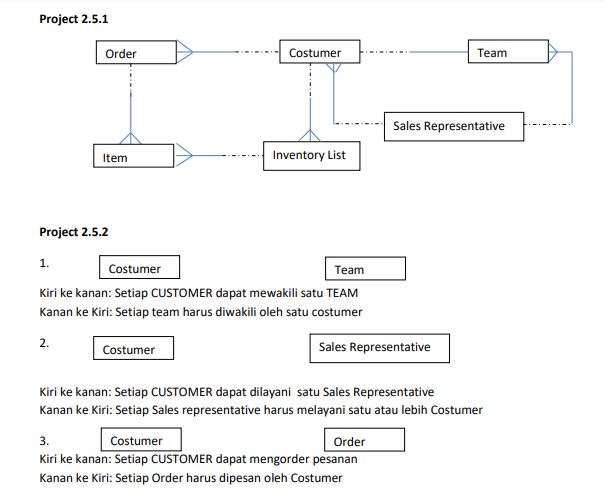 Project 2.5.1
Order
Costumer
Team
Sales Representative
Item
Inventory List
Project 2.5.2
1.
Costumer
Team
Kiri ke kanan: Setiap CUSTOMER dapat mewakili satu TEAM
Kanan ke Kiri: Setiap team harus diwakili oleh satu costumer
2.
Costumer
Sales Representative
Kiri ke kanan: Setiap CUSTOMER dapat dilayani  satu Sales Representative
Kanan ke Kiri: Setiap Sales representative harus melayani satu atau lebih Costumer
3.
Costumer
Order
Kiri ke kanan: Setiap CUSTOMER dapat mengorder pesanan
Kanan ke Kiri: Setiap Order harus dipesan oleh Costumer